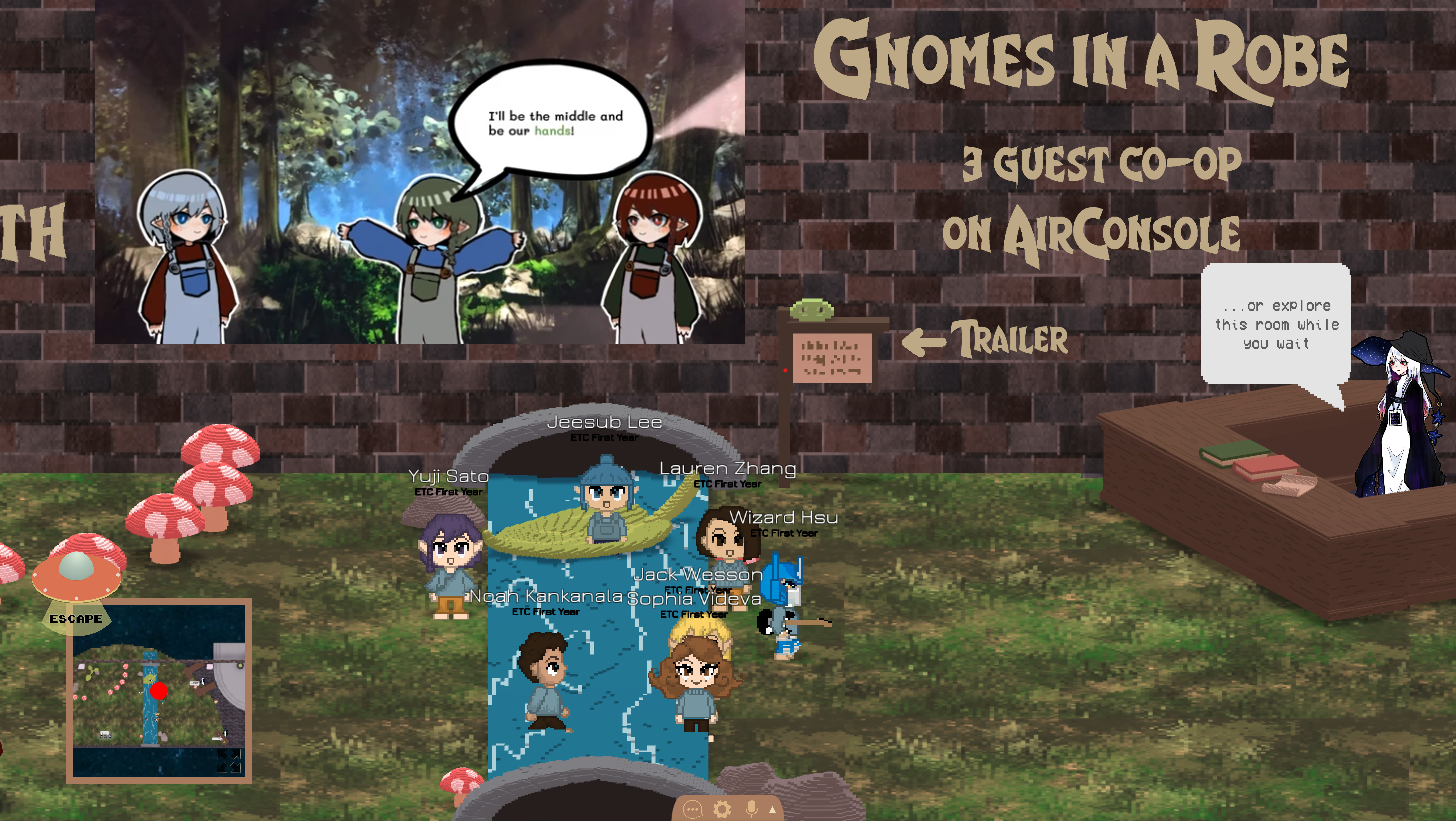 GNOMES IN A ROBE
3 GUEST CO-OP
ON AIRCONSOLE
I'll be the middle and
be our hands!
TH
← TRAILER
...or explore
this room while
you wait
Jeesub Lee
ETC First Year
Yuji Sato
ETC First Year
Lauren Zhang
ETC First Year
Wizard Hsu
ETC First Year
Jack Wesson
ETC First Year
Noah Kankanala
ETC First Year
Sophia Videva
ETC First Year
ESCAPE